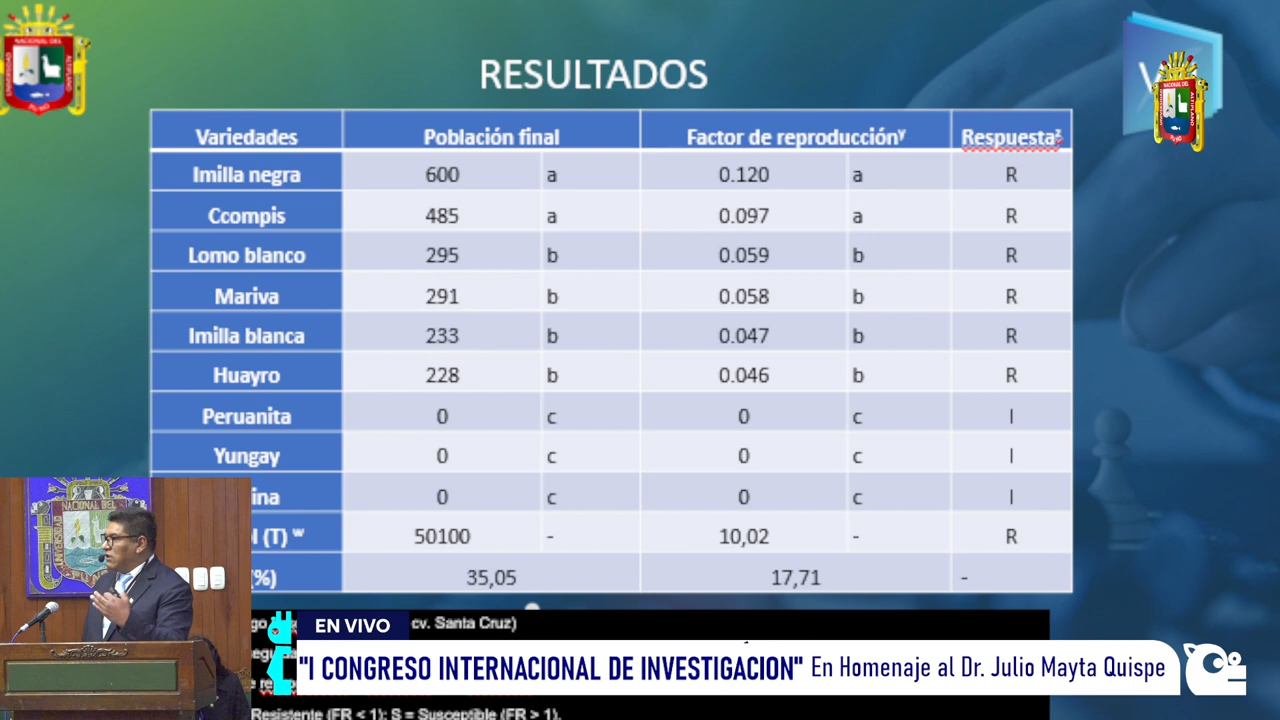 RESULTADOS
Variedades Población final Factor de reproducciónʸ Respuestaᶻ
Imilla negra 600 a 0.120 a R
Ccompis 485 a 0.097 a R
Lomo blanco 295 b 0.059 b R
Mariva 291 b 0.058 b R
Imilla blanca 233 b 0.047 b R
Huayro 228 b 0.046 b R
Peruanita 0 c 0 c I
Yungay 0 c 0 c I
ina 0 c 0 c I
l (T) ʷ 50100 - 10,02 - R
(%) 35,05 17,71 -
cv. Santa Cruz)
EN VIVO
"I CONGRESO INTERNACIONAL DE INVESTIGACION" En Homenaje al Dr. Julio Mayta Quispe
Resistente (FR < 1); S = Susceptible (FR > 1).